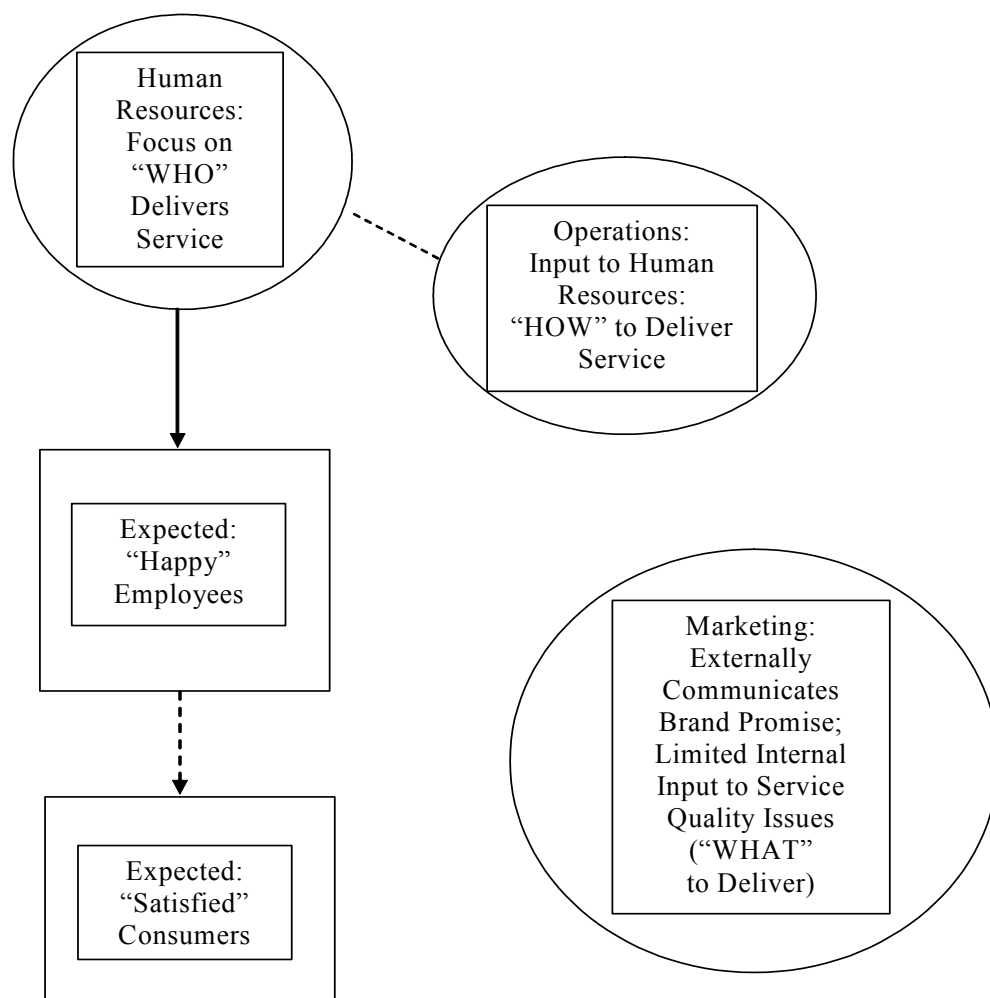 Human
Resources:
Focus on
“WHO”
Delivers
Service
Operations:
Input to Human
Resources:
“HOW” to Deliver
Service
Expected:
“Happy”
Employees
Marketing:
Externally
Communicates
Brand Promise;
Limited Internal
Input to Service
Quality Issues
(“WHAT”
to Deliver)
Expected:
“Satisfied”
Consumers